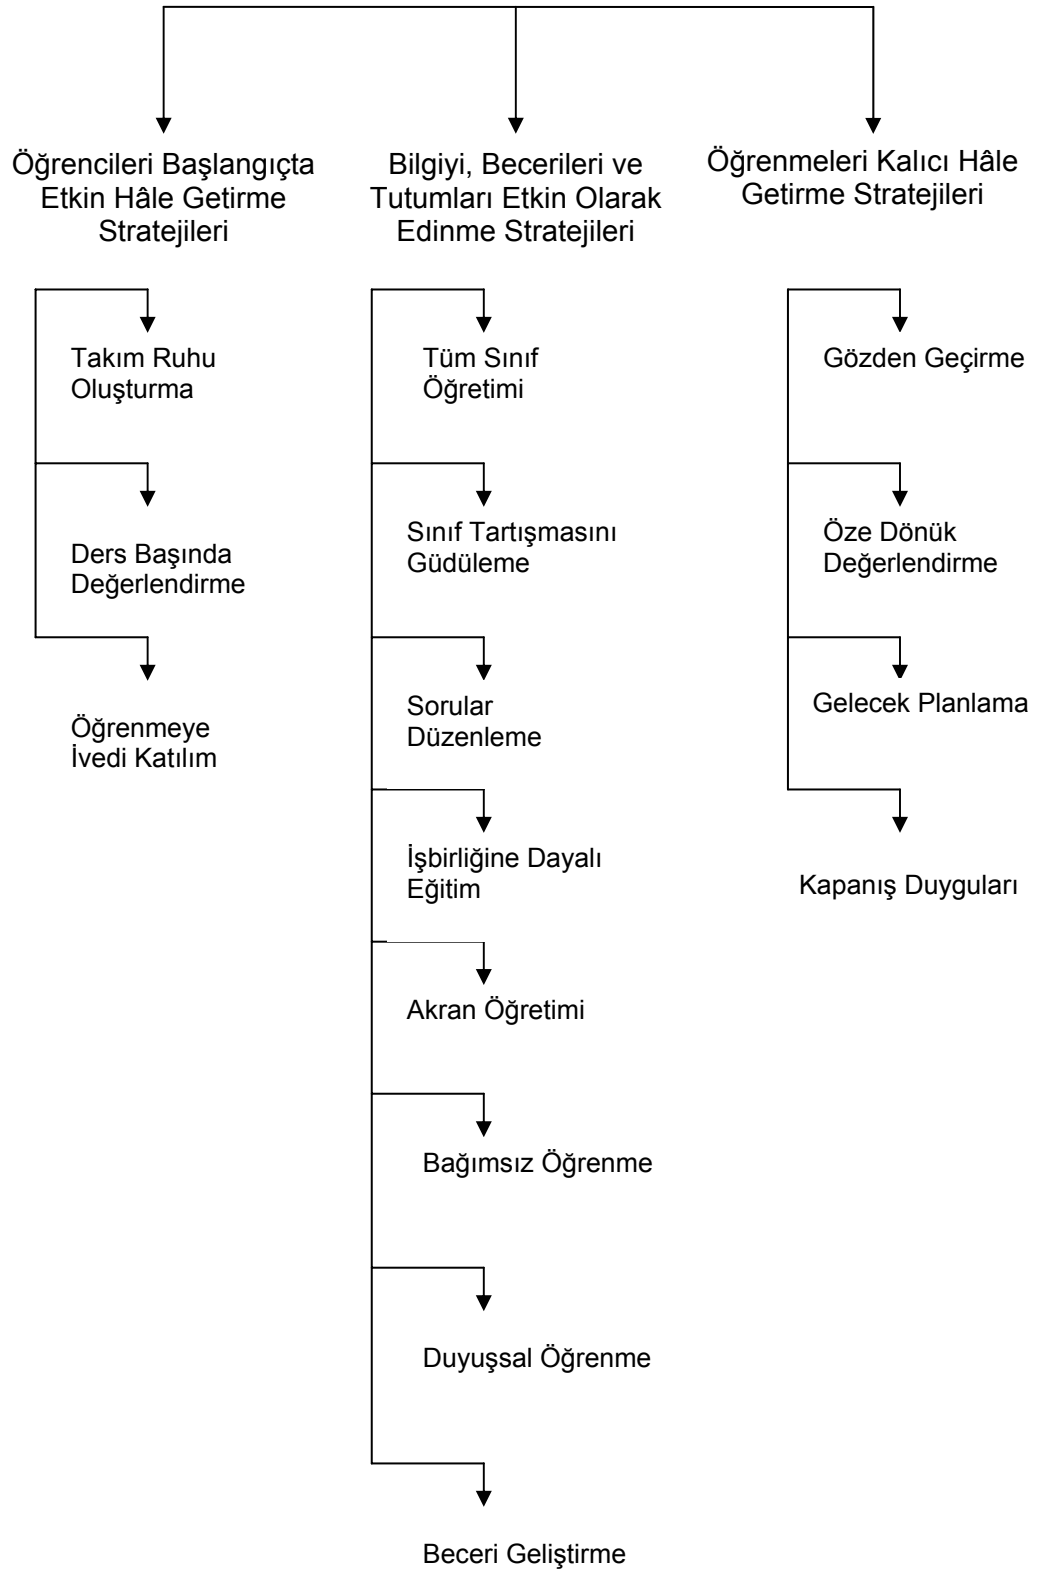 Öğrencileri Başlangıçta
Etkin Hâle Getirme
Stratejileri
Takım Ruhu
Oluşturma
Ders Başında
Değerlendirme
Öğrenmeye
İvedi Katılım
Bilgiyi, Becerileri ve
Tutumları Etkin Olarak
Edinme Stratejileri
Tüm Sınıf
Öğretimi
Sınıf Tartışmasını
Güdüleme
Sorular
Düzenleme
İşbirliğine Dayalı
Eğitim
Akran Öğretimi
Bağımsız Öğrenme
Duyuşsal Öğrenme
Beceri Geliştirme
Öğrenmeleri Kalıcı Hâle
Getirme Stratejileri
Gözden Geçirme
Öze Dönük
Değerlendirme
Gelecek Planlama
Kapanış Duyguları